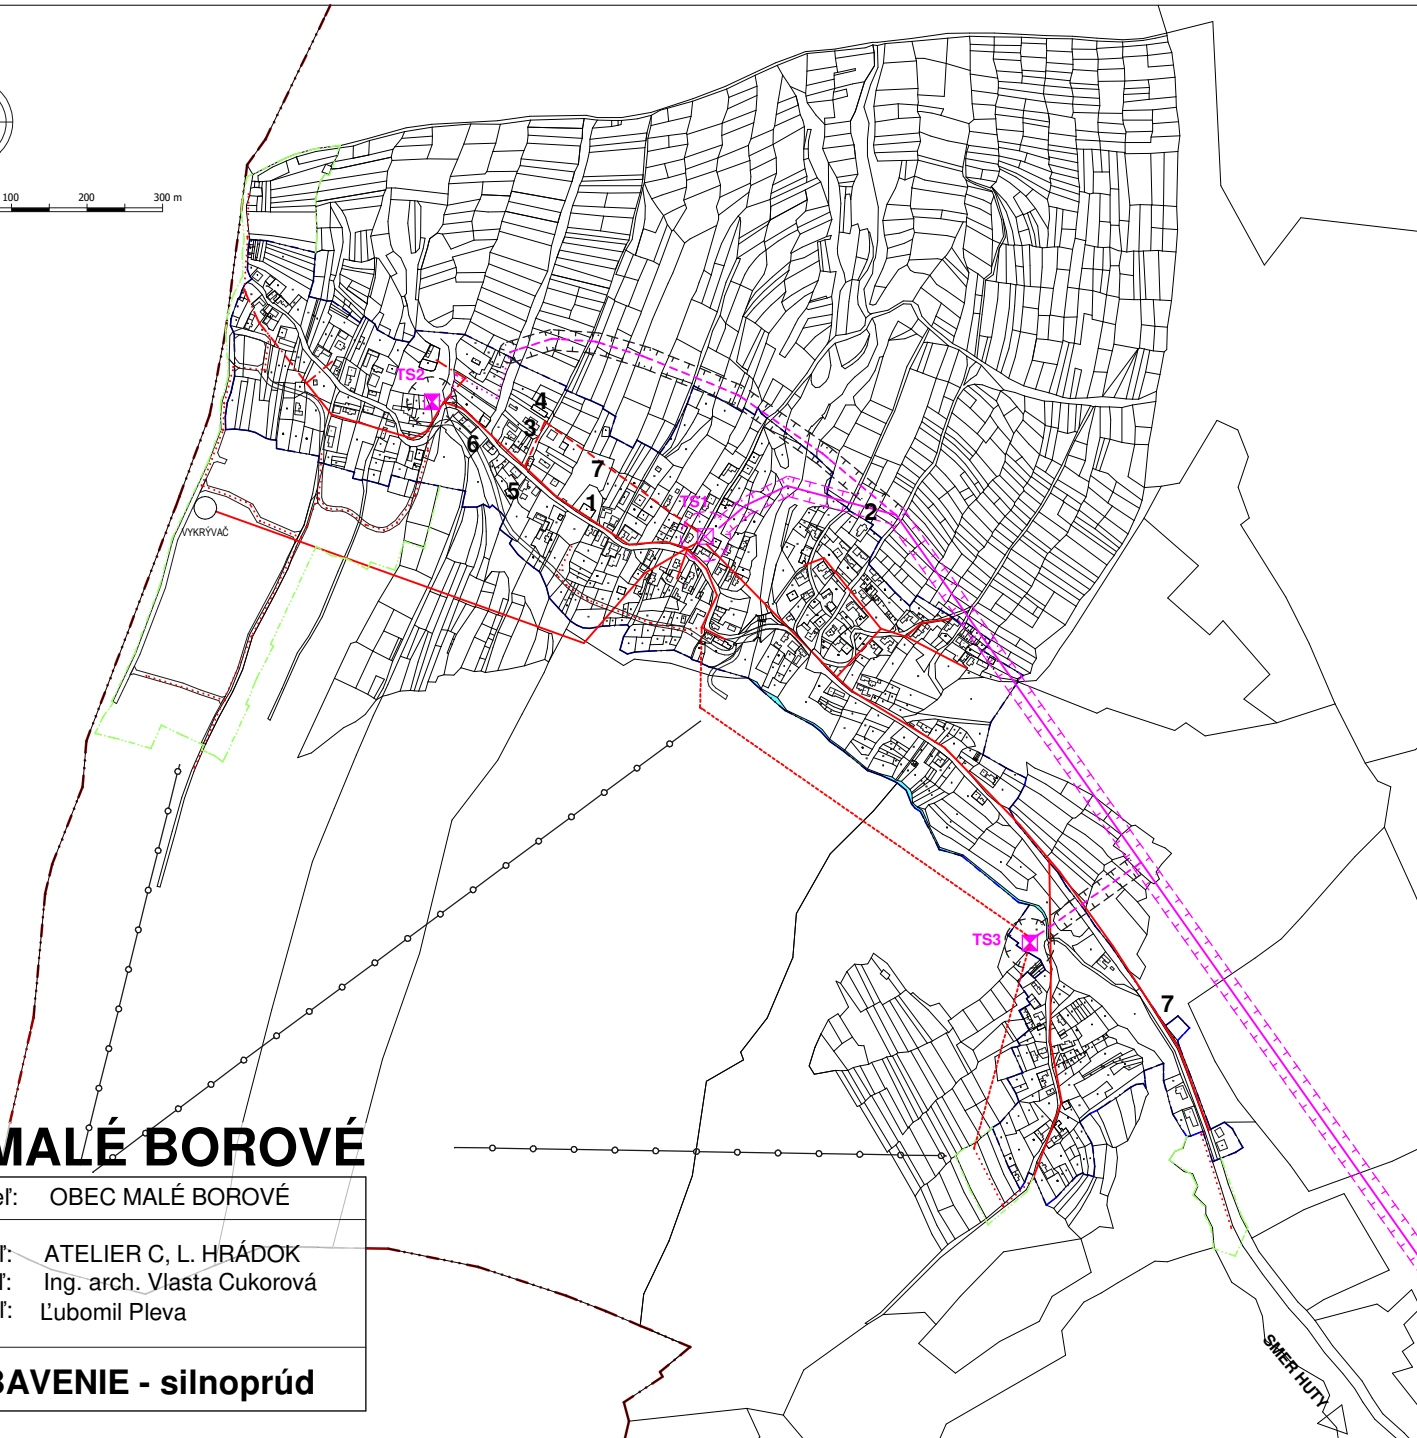 100 200 300 m
TS2
4
3
6
7
5
1
TS1
2
VYKRÝVAČ
TS3
7
MALÉ BOROVÉ
eľ: OBEC MALÉ BOROVÉ
ľ: ATELIER C, L. HRÁDOK
ľ: Ing. arch. Vlasta Cukorová
ľ: Ľubomil Pleva
BAVENIE - silnoprúd
SMER HUTY